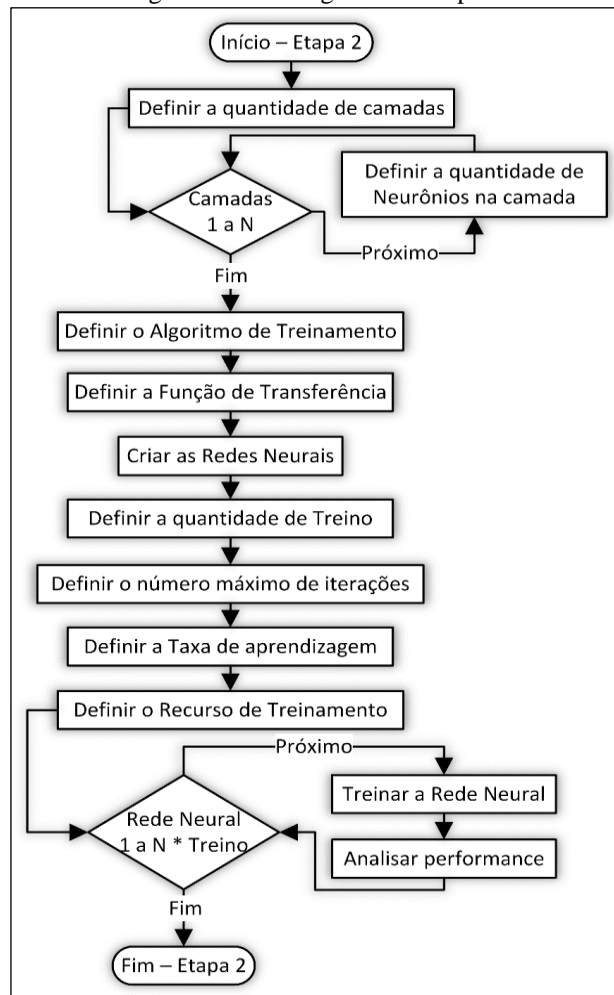 Início – Etapa 2
Definir a quantidade de camadas
Definir a quantidade de
Neurônios na camada
Camadas
1 a N
Próximo
Fim
Definir o Algoritmo de Treinamento
Definir a Função de Transferência
Criar as Redes Neurais
Definir a quantidade de Treino
Definir o número máximo de iterações
Definir a Taxa de aprendizagem
Definir o Recurso de Treinamento
Próximo
Treinar a Rede Neural
Rede Neural
1 a N * Treino
Analisar performance
Fim
Fim – Etapa 2